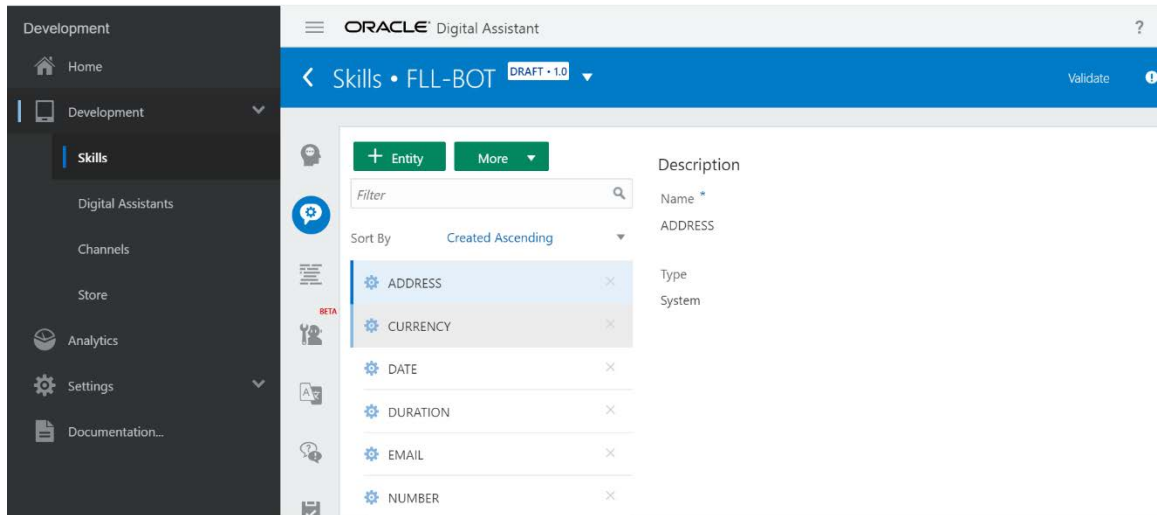 Development
Home
Development
Skills
Digital Assistants
Channels
Store
Analytics
Settings
Documentation...
ORACLE Digital Assistant
?
Skills • FLL-BOT DRAFT • 1.0
Validate
+ Entity
More
Filter
Sort By Created Ascending
ADDRESS
CURRENCY
DATE
DURATION
EMAIL
NUMBER
BETA
Description
Name *
ADDRESS
Type
System